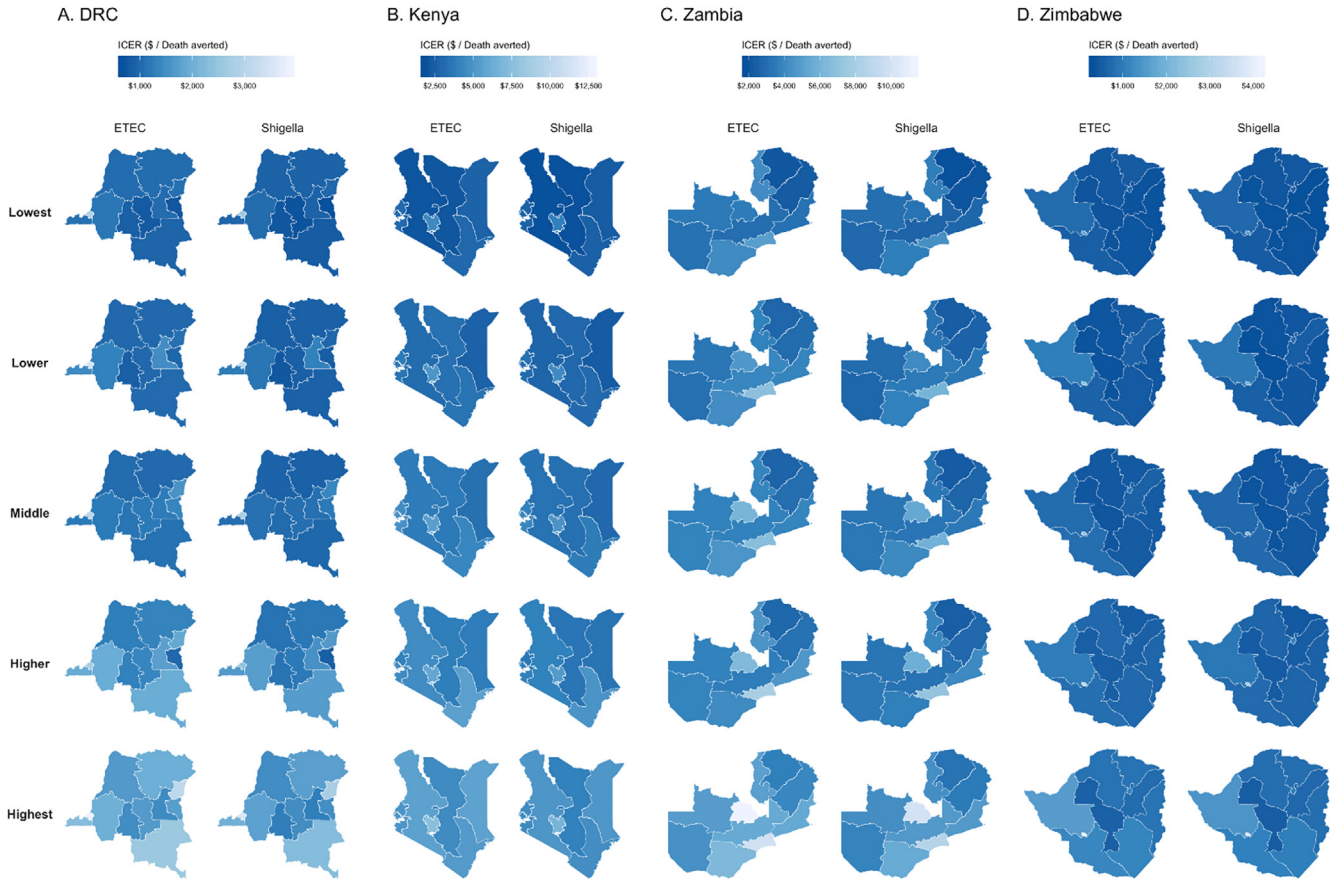 A. DRC
B. Kenya
C. Zambia
D. Zimbabwe
ICER ($ / Death averted)
ICER ($ / Death averted)
ICER ($ / Death averted)
ICER ($ / Death averted)
$1,000 $2,000 $3,000
$2,500 $5,000 $7,500 $10,000 $12,500
$2,000 $4,000 $6,000 $8,000 $10,000
$1,000 $2,000 $3,000 $4,000
ETEC Shigella
ETEC Shigella
ETEC Shigella
ETEC Shigella
Lowest
Lower
Middle
Higher
Highest